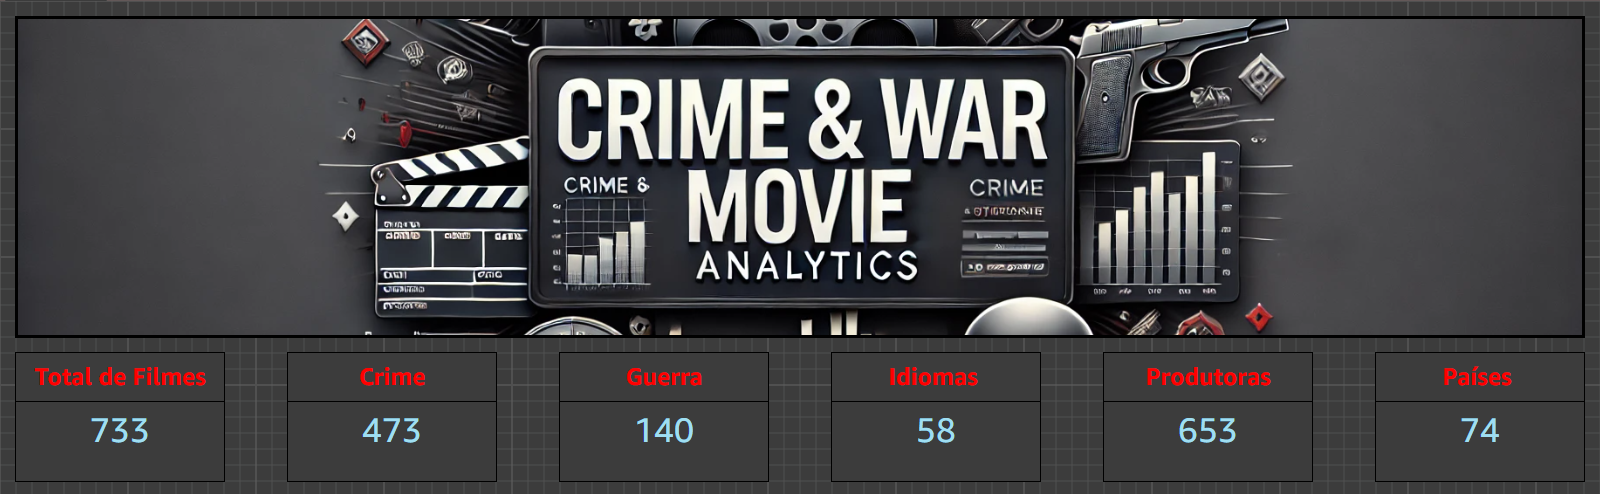 CRIME & WAR
MOVIE
ANALYTICS
CRIME &
CRIME
Total de Filmes
733
Crime
473
Guerra
140
Idiomas
58
Produtoras
653
Países
74